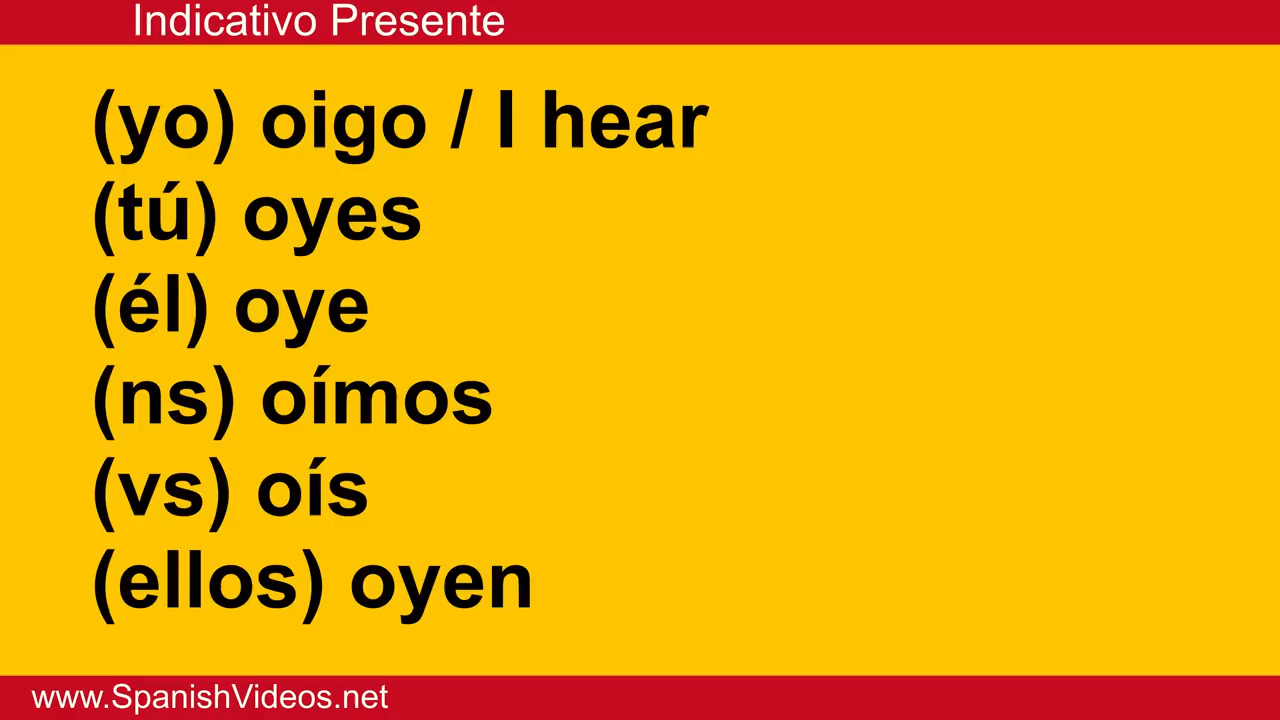 Indicativo Presente
(yo) oigo / I hear
(tú) oyes
(él) oye
(ns) oímos
(vs) oís
(ellos) oyen
www.SpanishVideos.net